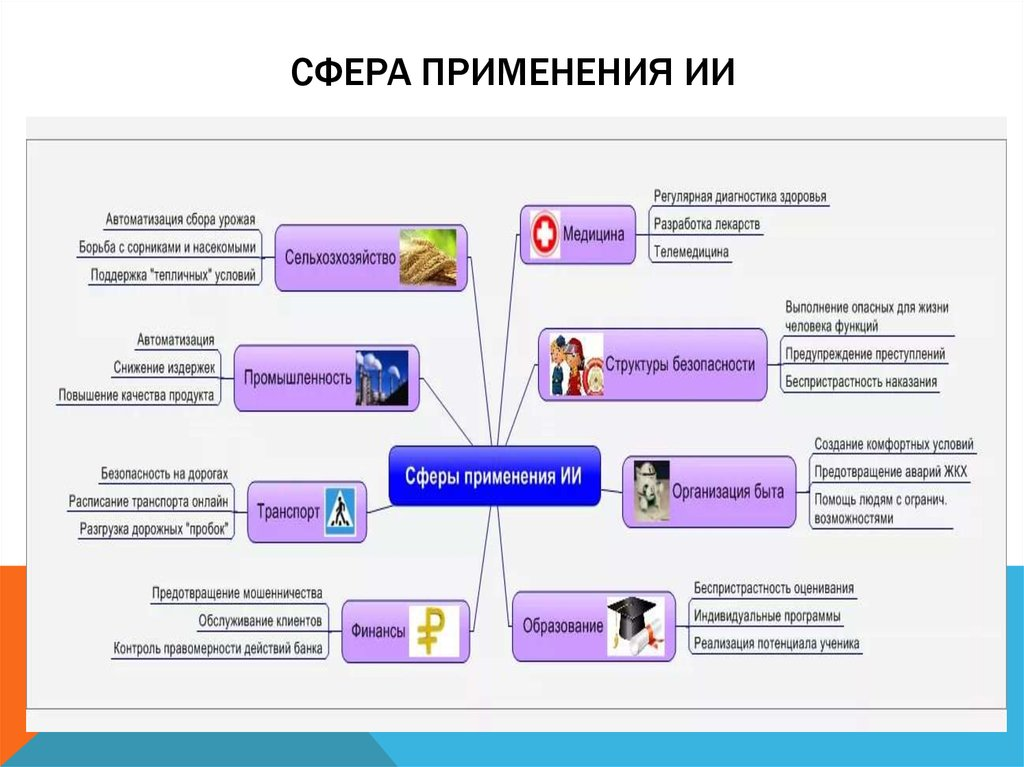 СФЕРА ПРИМЕНЕНИЯ ИИ
Автоматизация сбора урожая
Борьба с сорниками и насекомыми
Поддержка "тепличных" условий
Сельхозхозяйство
Автоматизация
Снижение издержек
Повышение качества продукта
Промышленность
Безопасность на дорогах
Расписание транспорта онлайн
Разгрузка дорожных "пробок"
Транспорт
Предотвращение мошенничества
Обслуживание клиентов
Контроль правомерности действий банка
Финансы
Сферы применения ИИ
Медицина
Регулярная диагностика здоровья
Разработка лекарств
Телемедицина
Структуры безопасности
Выполнение опасных для жизни
человека функций
Предупреждение преступлений
Беспристрастность наказания
Организация быта
Создание комфортных условий
Предотвращение аварий ЖКХ
Помощь людям с огранич.
возможностями
Образование
Беспристрастность оценивания
Индивидуальные программы
Реализация потенциала ученика